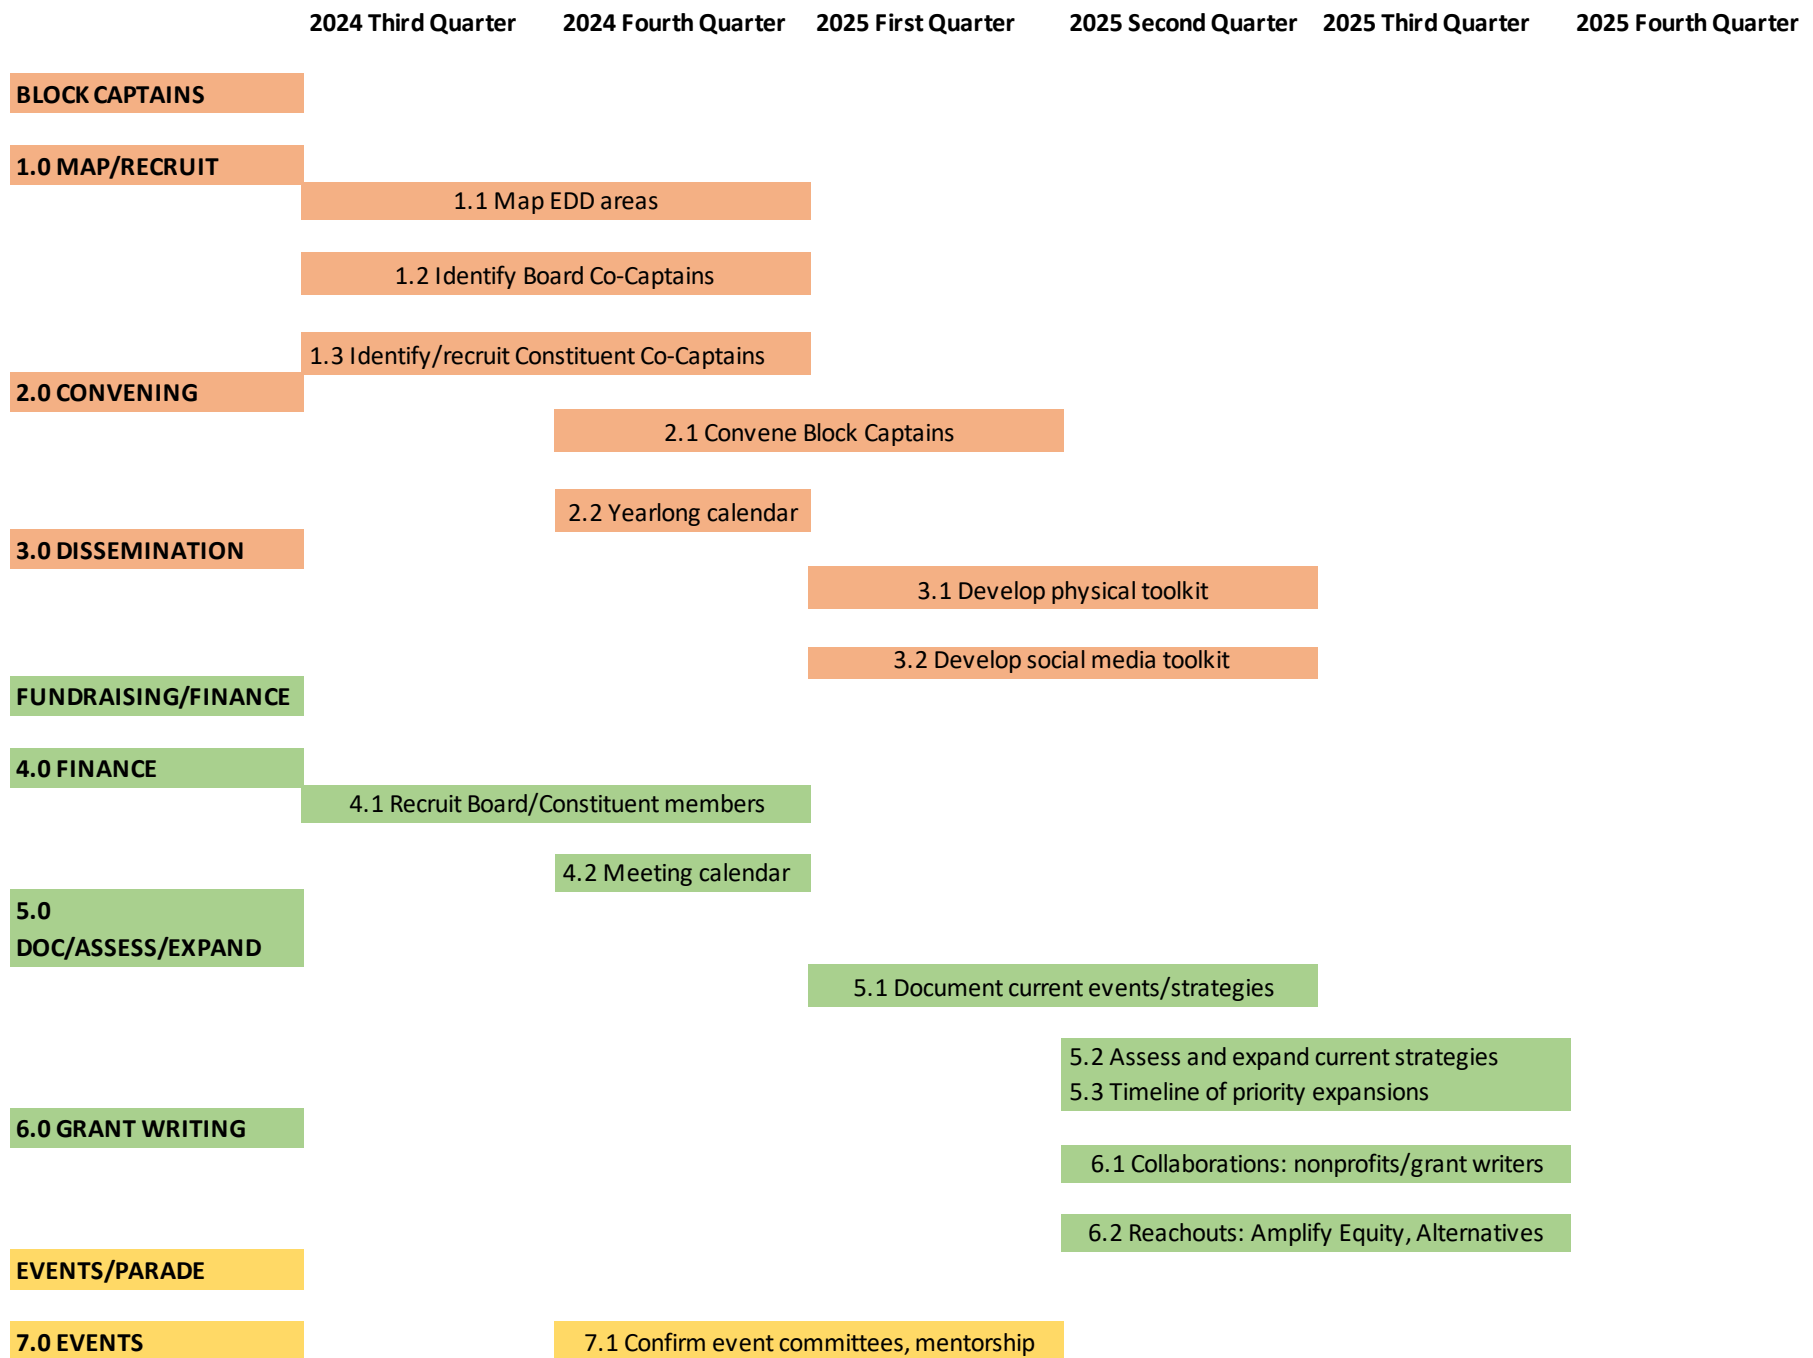 2024 Third Quarter 2024 Fourth Quarter 2025 First Quarter 2025 Second Quarter 2025 Third Quarter 2025 Fourth Quarter
BLOCK CAPTAINS
1.0 MAP/RECRUIT
1.1 Map EDD areas
1.2 Identify Board Co-Captains
1.3 Identify/recruit Constituent Co-Captains
2.0 CONVENING
2.1 Convene Block Captains
2.2 Yearlong calendar
3.0 DISSEMINATION
3.1 Develop physical toolkit
3.2 Develop social media toolkit
FUNDRAISING/FINANCE
4.0 FINANCE
4.1 Recruit Board/Constituent members
4.2 Meeting calendar
5.0
DOC/ASSESS/EXPAND
5.1 Document current events/strategies
5.2 Assess and expand current strategies
5.3 Timeline of priority expansions
6.0 GRANT WRITING
6.1 Collaborations: nonprofits/grant writers
6.2 Reachouts: Amplify Equity, Alternatives
EVENTS/PARADE
7.0 EVENTS 7.1 Confirm event committees, mentorship